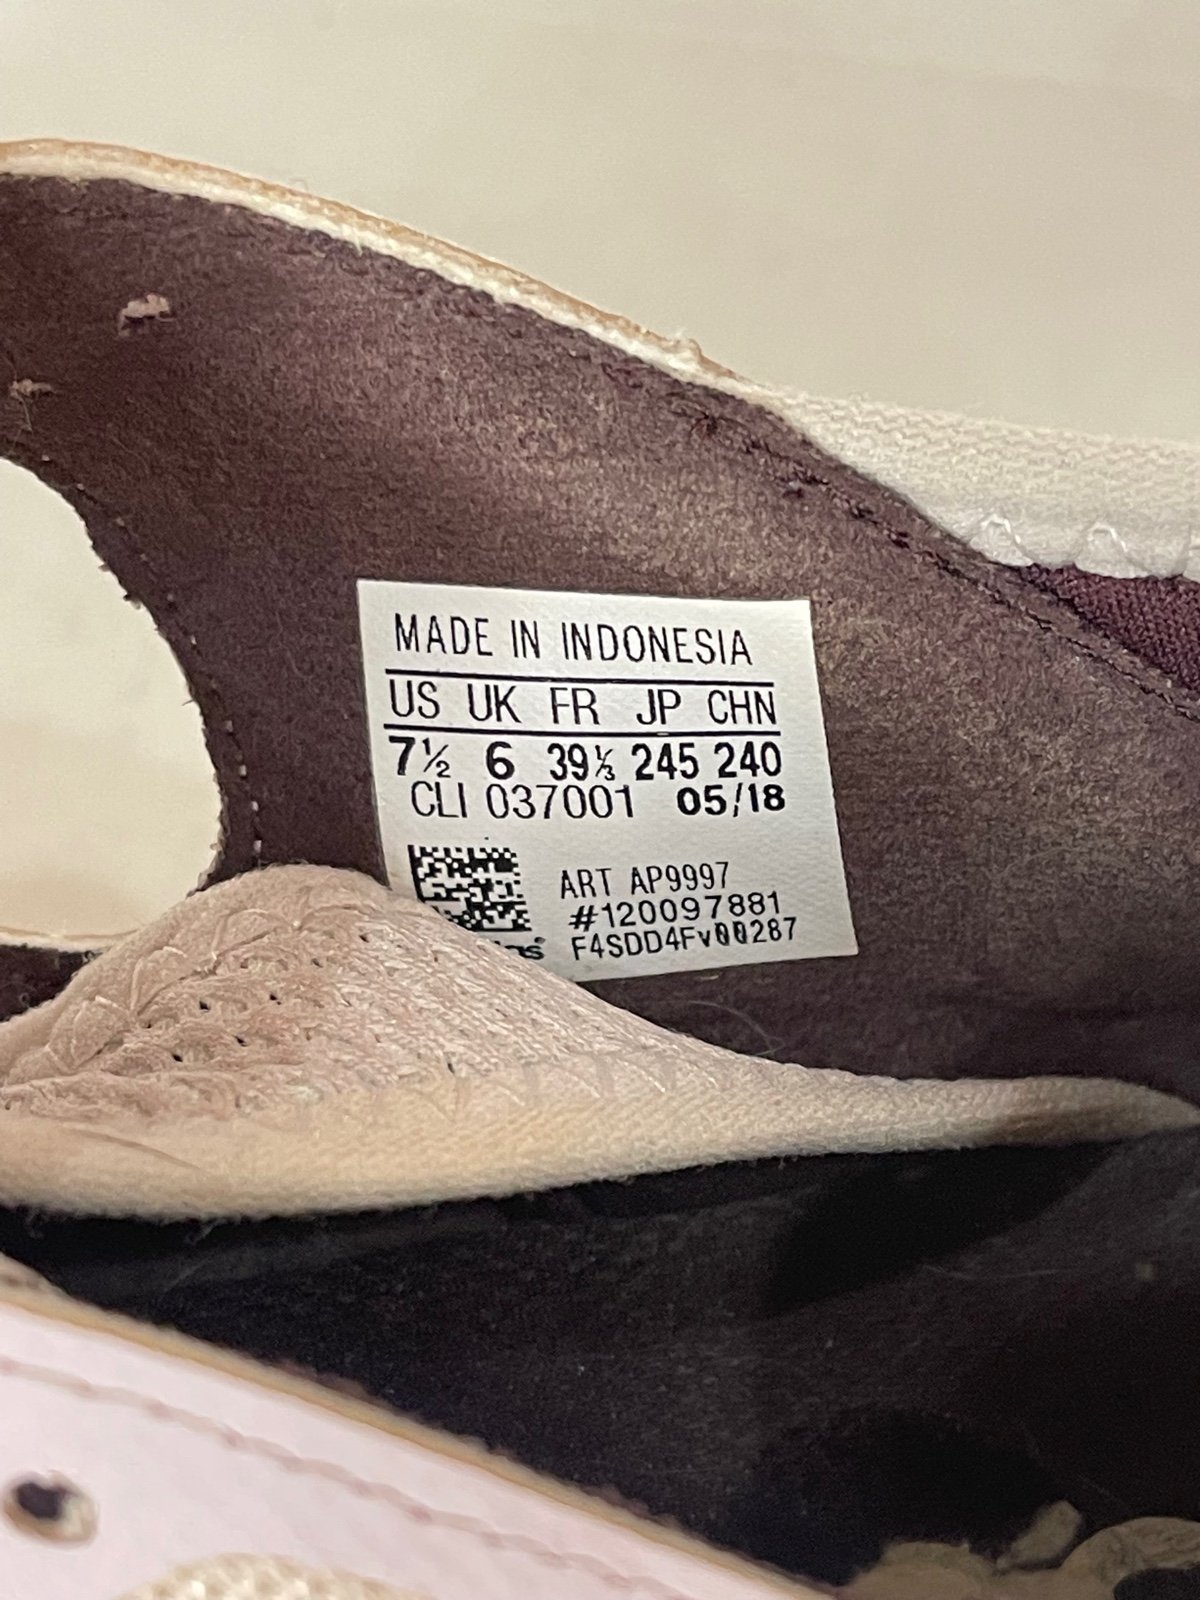 MADE IN INDONESIA
US UK FR JP CHN
7½ 6 39⅓ 245 240
CLI 037001 05/18
ART AP9997
#120097881
F4SDD4Fv00287